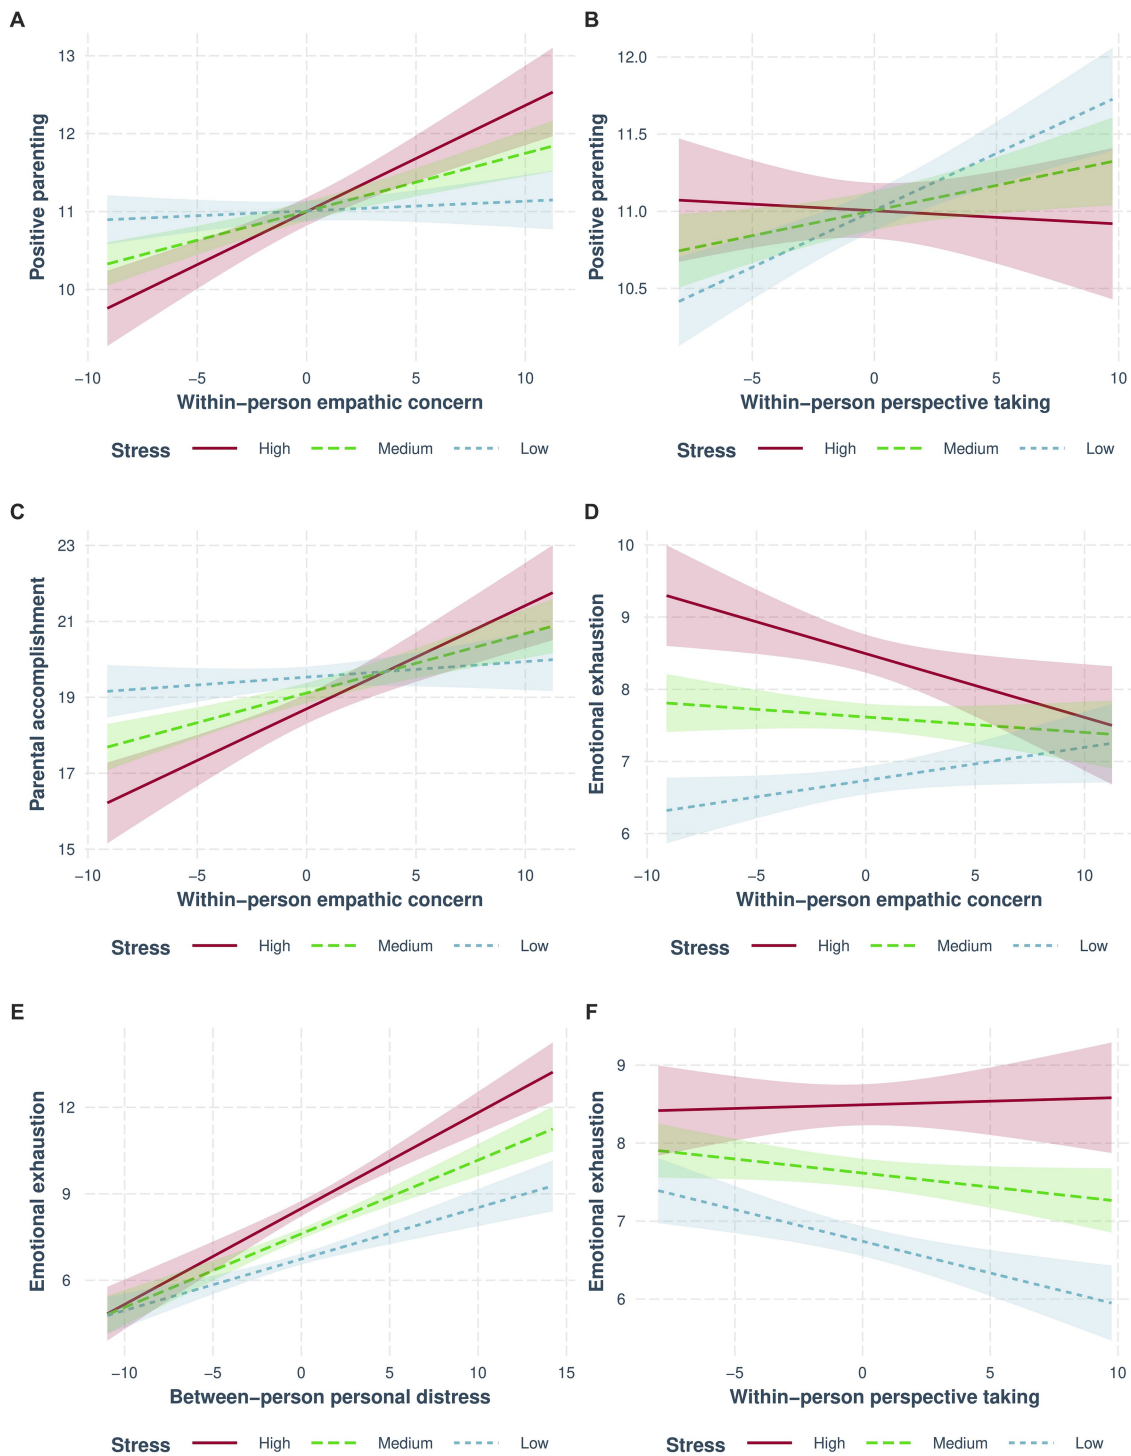 A
Positive parenting
13
12
11
10
−10 −5 0 5 10
Within−person empathic concern
Stress High Medium Low
B
Positive parenting
12.0
11.5
11.0
10.5
−5 0 5 10
Within−person perspective taking
Stress High Medium Low
C
Parental accomplishment
23
21
19
17
15
−10 −5 0 5 10
Within−person empathic concern
Stress High Medium Low
D
Emotional exhaustion
10
9
8
7
6
−10 −5 0 5 10
Within−person empathic concern
Stress High Medium Low
E
Emotional exhaustion
12
9
6
−10 −5 0 5 10 15
Between−person personal distress
Stress High Medium Low
F
Emotional exhaustion
9
8
7
6
−5 0 5 10
Within−person perspective taking
Stress High Medium Low